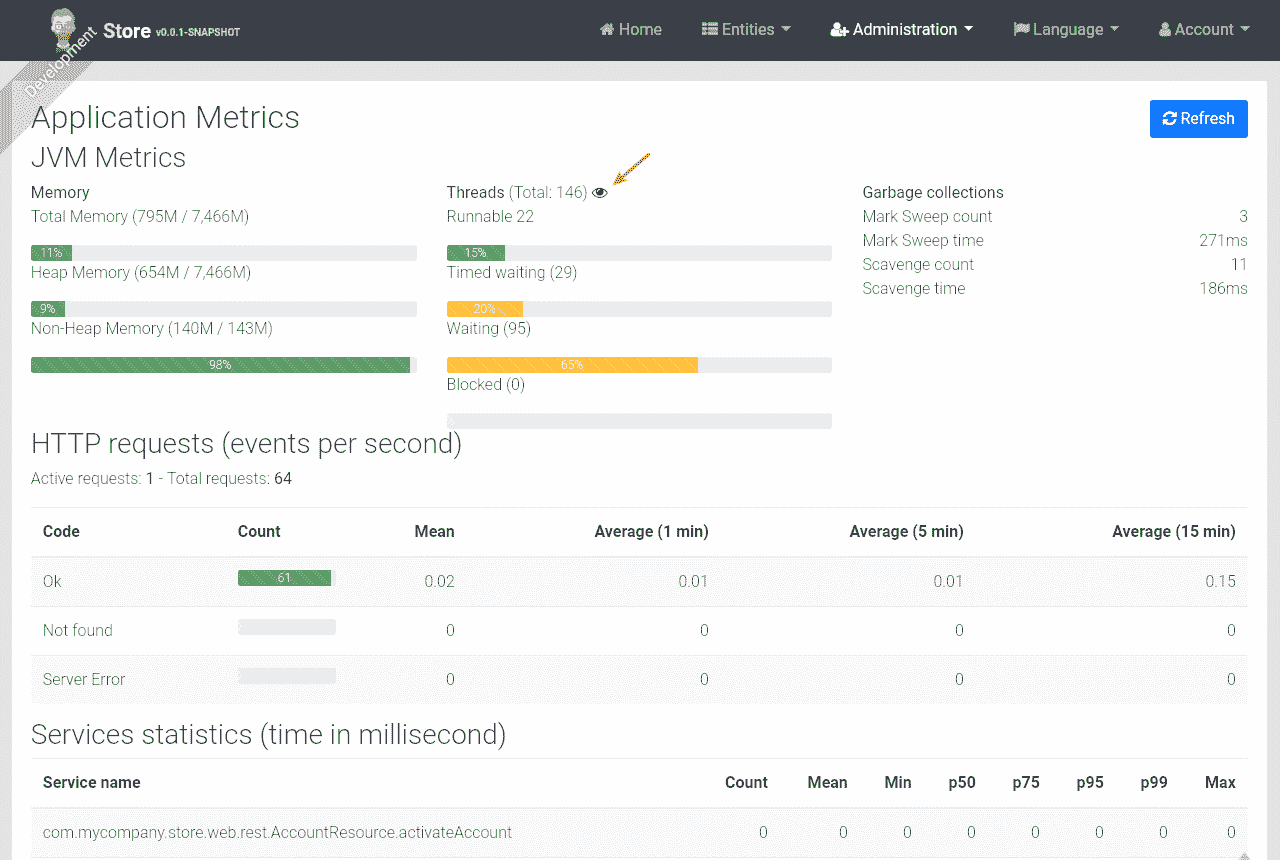 Store v0.0.1-SNAPSHOT Home Entities Administration Language Account
Development
Application Metrics Refresh
JVM Metrics
Memory Threads (Total: 146) Garbage collections
Total Memory (795M / 7,466M) Runnable 22 Mark Sweep count 3
Mark Sweep time 271ms
11% 15%
Heap Memory (654M / 7,466M) Timed waiting (29) Scavenge count 11
Scavenge time 186ms
9% 20%
Non-Heap Memory (140M / 143M) Waiting (95)
98% 65%
Blocked (0)
HTTP requests (events per second)
Active requests: 1 - Total requests: 64
Code Count Mean Average (1 min) Average (5 min) Average (15 min)
Ok 61 0.02 0.01 0.01 0.15
Not found 0 0 0 0
Server Error 0 0 0 0
Services statistics (time in millisecond)
Service name Count Mean Min p50 p75 p95 p99 Max
com.mycompany.store.web.rest.AccountResource.activateAccount 0 0 0 0 0 0 0 0